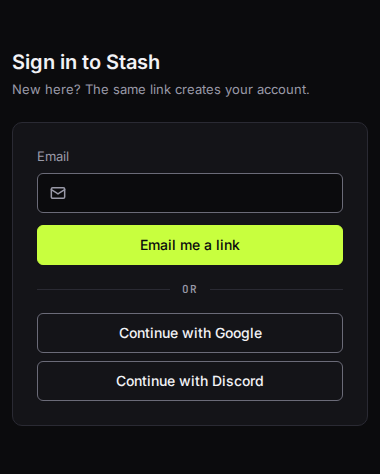 Sign in to Stash
New here? The same link creates your account.
Email
Email me a link
OR
Continue with Google
Continue with Discord